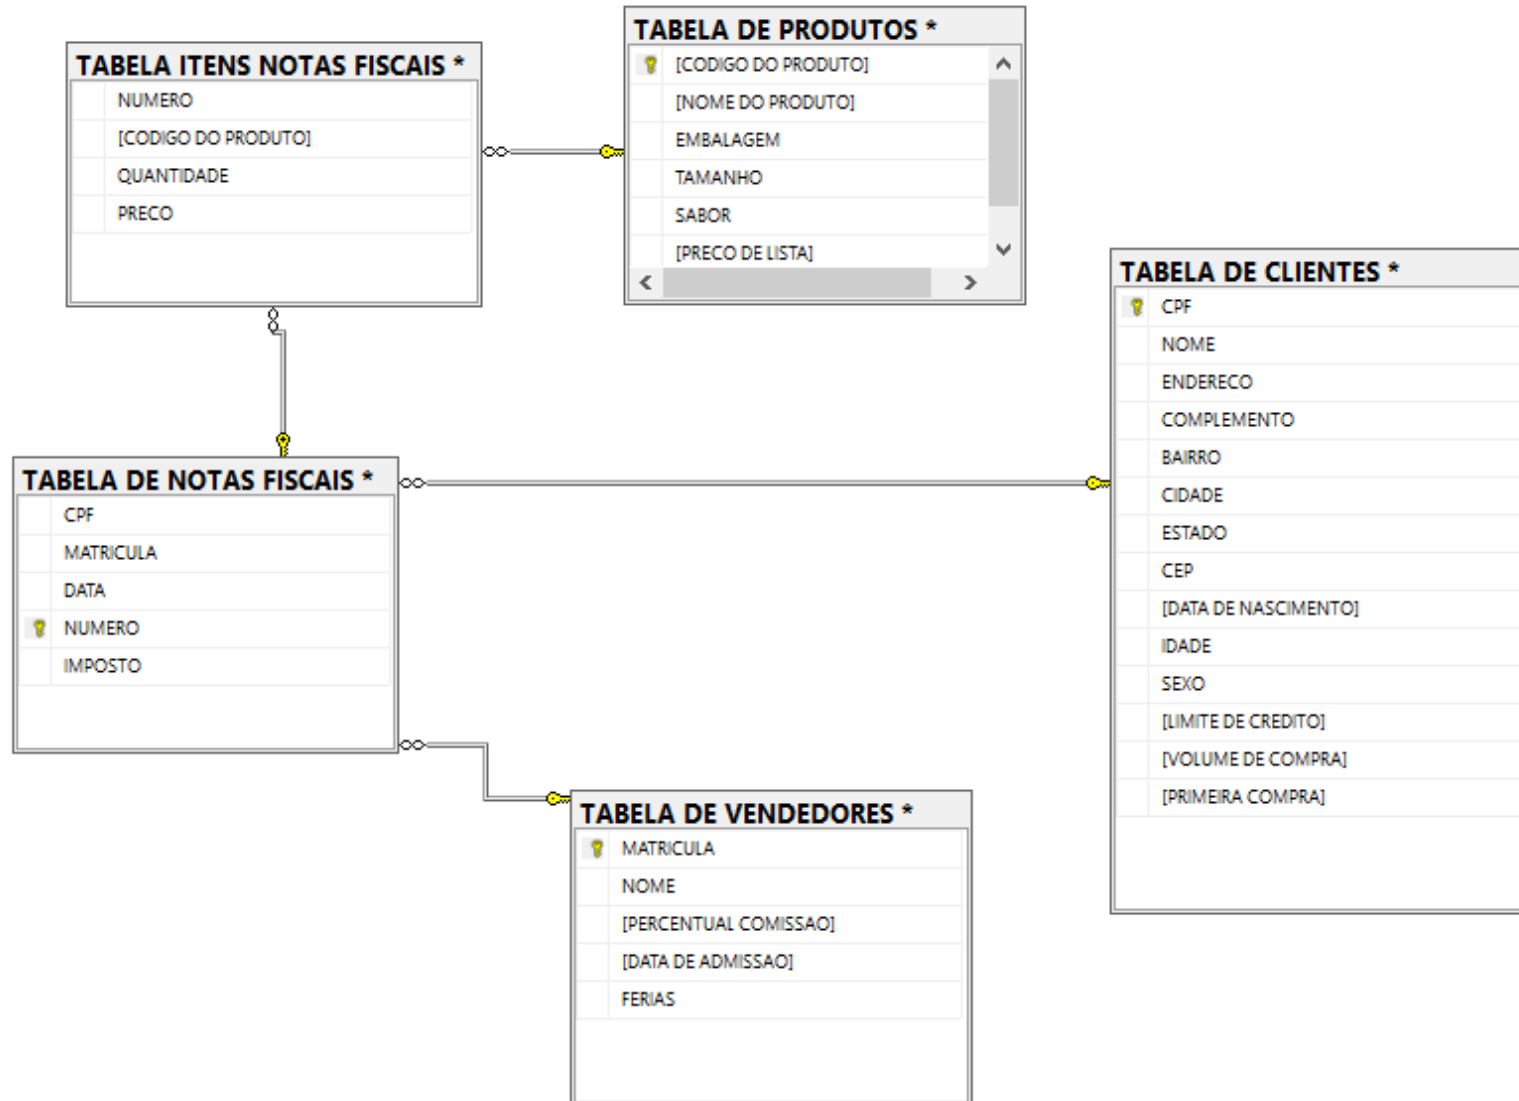 TABELA ITENS NOTAS FISCAIS *
NUMERO
[CODIGO DO PRODUTO]
QUANTIDADE
PRECO
TABELA DE PRODUTOS *
[CODIGO DO PRODUTO]
[NOME DO PRODUTO]
EMBALAGEM
TAMANHO
SABOR
[PRECO DE LISTA]
TABELA DE CLIENTES *
CPF
NOME
ENDERECO
COMPLEMENTO
BAIRRO
CIDADE
ESTADO
CEP
[DATA DE NASCIMENTO]
IDADE
SEXO
[LIMITE DE CREDITO]
[VOLUME DE COMPRA]
[PRIMEIRA COMPRA]
TABELA DE NOTAS FISCAIS *
CPF
MATRICULA
DATA
NUMERO
IMPOSTO
TABELA DE VENDEDORES *
MATRICULA
NOME
[PERCENTUAL COMISSAO]
[DATA DE ADMISSAO]
FERIAS